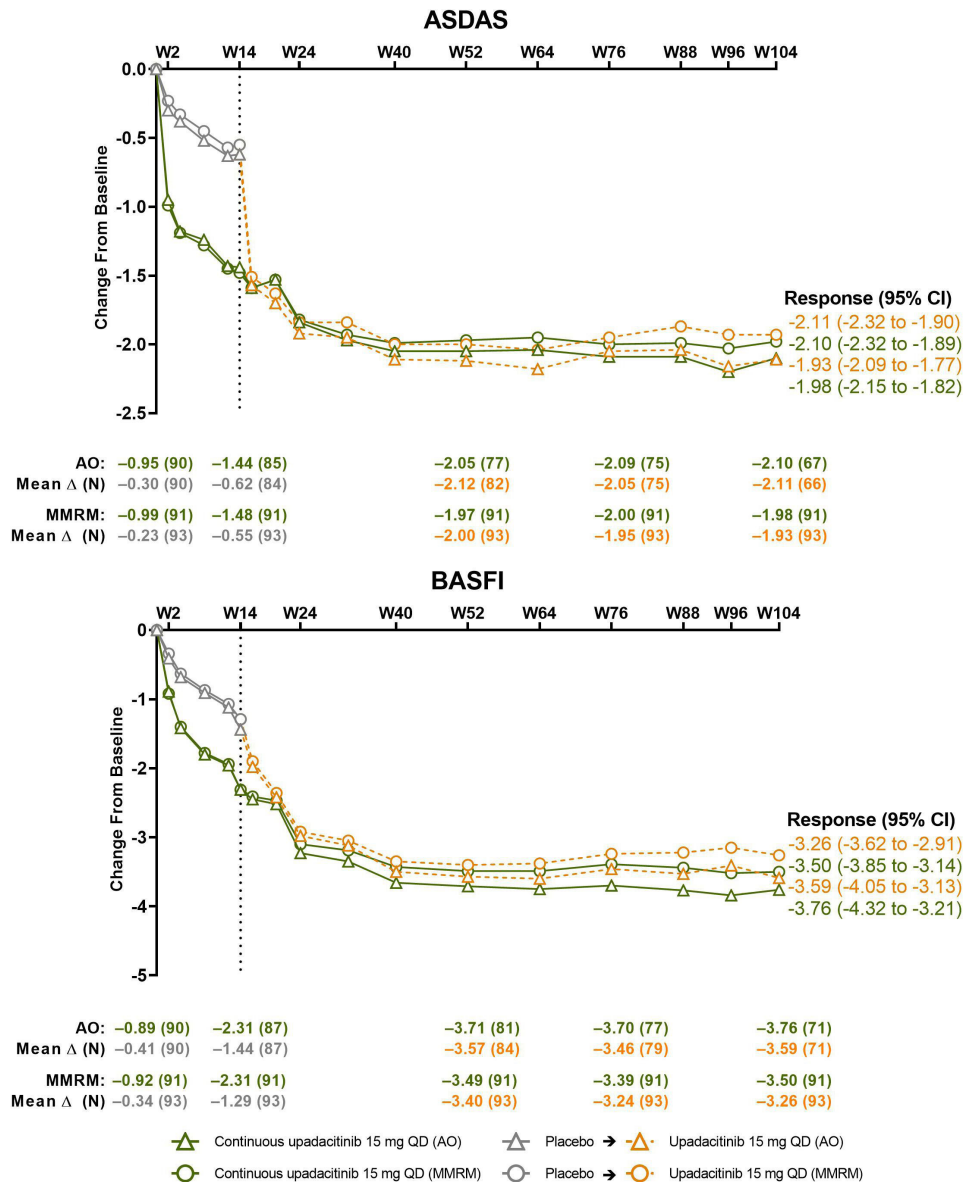 ASDAS
W2 W14 W24 W40 W52 W64 W76 W88 W96 W104
Change From Baseline
0.0
-0.5
-1.0
-1.5
-2.0
-2.5
Response (95% CI)
-2.11 (-2.32 to -1.90)
-2.10 (-2.32 to -1.89)
-1.93 (-2.09 to -1.77)
-1.98 (-2.15 to -1.82)
AO: –0.95 (90) –1.44 (85) –2.05 (77) –2.09 (75) –2.10 (67)
Mean Δ (N) –0.30 (90) –0.62 (84) –2.12 (82) –2.05 (75) –2.11 (66)
MMRM: –0.99 (91) –1.48 (91) –1.97 (91) –2.00 (91) –1.98 (91)
Mean Δ (N) –0.23 (93) –0.55 (93) –2.00 (93) –1.95 (93) –1.93 (93)
BASFI
W2 W14 W24 W40 W52 W64 W76 W88 W96 W104
Change From Baseline
0
-1
-2
-3
-4
-5
Response (95% CI)
-3.26 (-3.62 to -2.91)
-3.50 (-3.85 to -3.14)
-3.59 (-4.05 to -3.13)
-3.76 (-4.32 to -3.21)
AO: –0.89 (90) –2.31 (87) –3.71 (81) –3.70 (77) –3.76 (71)
Mean Δ (N) –0.41 (90) –1.44 (87) –3.57 (84) –3.46 (79) –3.59 (71)
MMRM: –0.92 (91) –2.31 (91) –3.49 (91) –3.39 (91) –3.50 (91)
Mean Δ (N) –0.34 (93) –1.29 (93) –3.40 (93) –3.24 (93) –3.26 (93)
Continuous upadacitinib 15 mg QD (AO) Placebo → Upadacitinib 15 mg QD (AO)
Continuous upadacitinib 15 mg QD (MMRM) Placebo → Upadacitinib 15 mg QD (MMRM)